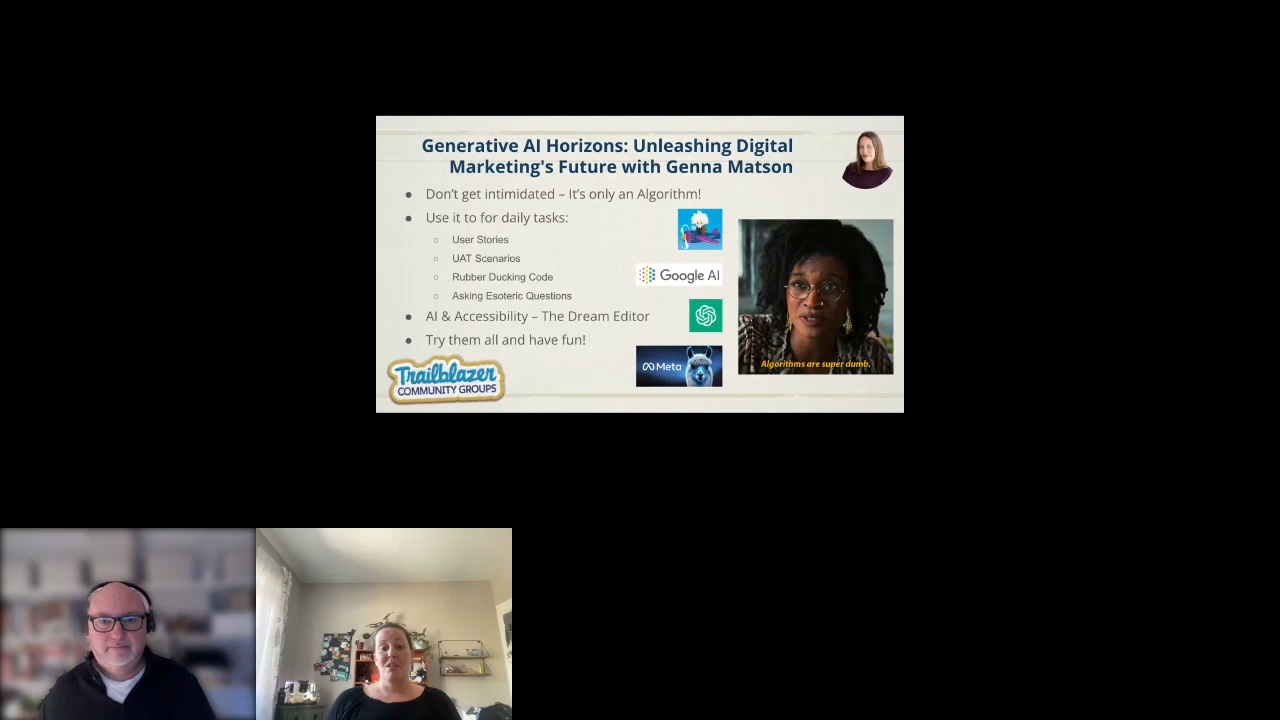 Generative AI Horizons: Unleashing Digital
Marketing's Future with Genna Matson
● Don't get intimidated – It's only an Algorithm!
● Use it to for daily tasks:
○ User Stories
○ UAT Scenarios
○ Rubber Ducking Code
○ Asking Esoteric Questions
● AI & Accessibility – The Dream Editor
● Try them all and have fun!
Google AI
Meta
Algorithms are super dumb.
Trailblazer
COMMUNITY GROUPS